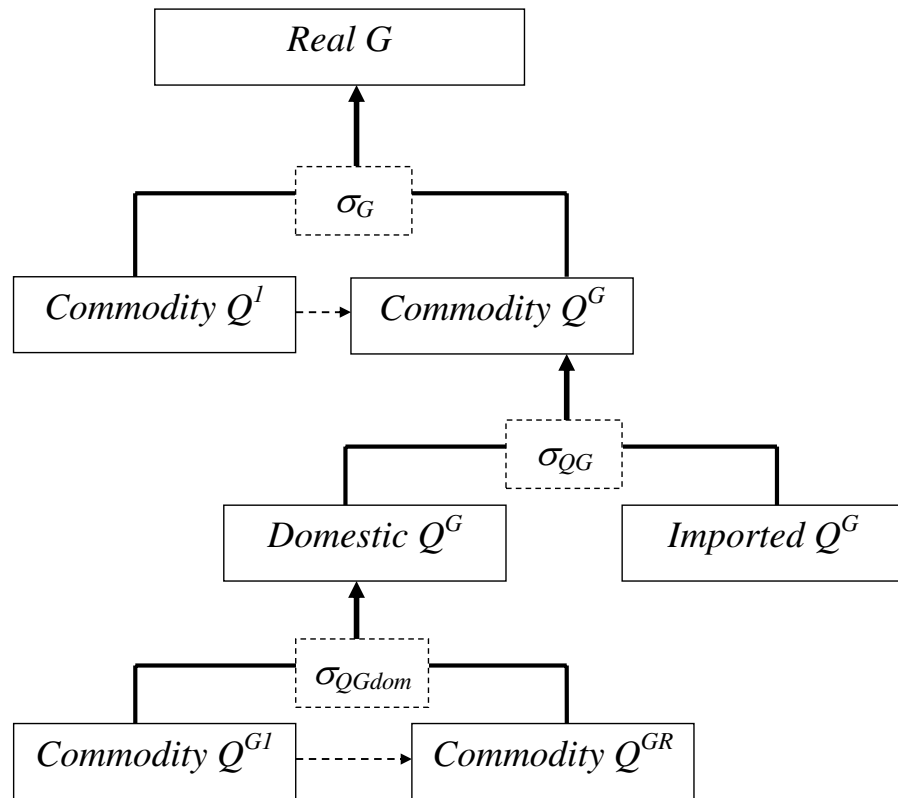 Real G
σG
Commodity Q1
Commodity QG
σQG
Domestic QG
Imported QG
σQGdom
Commodity QG1
Commodity QGR